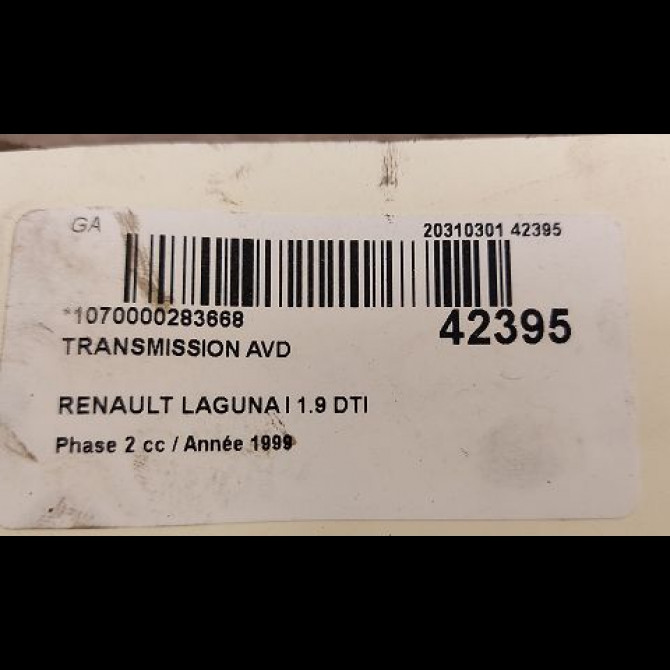 GA
20310301 42395
*1070000283668
42395
TRANSMISSION AVD
RENAULT LAGUNA I 1.9 DTI
Phase 2 cc / Année 1999